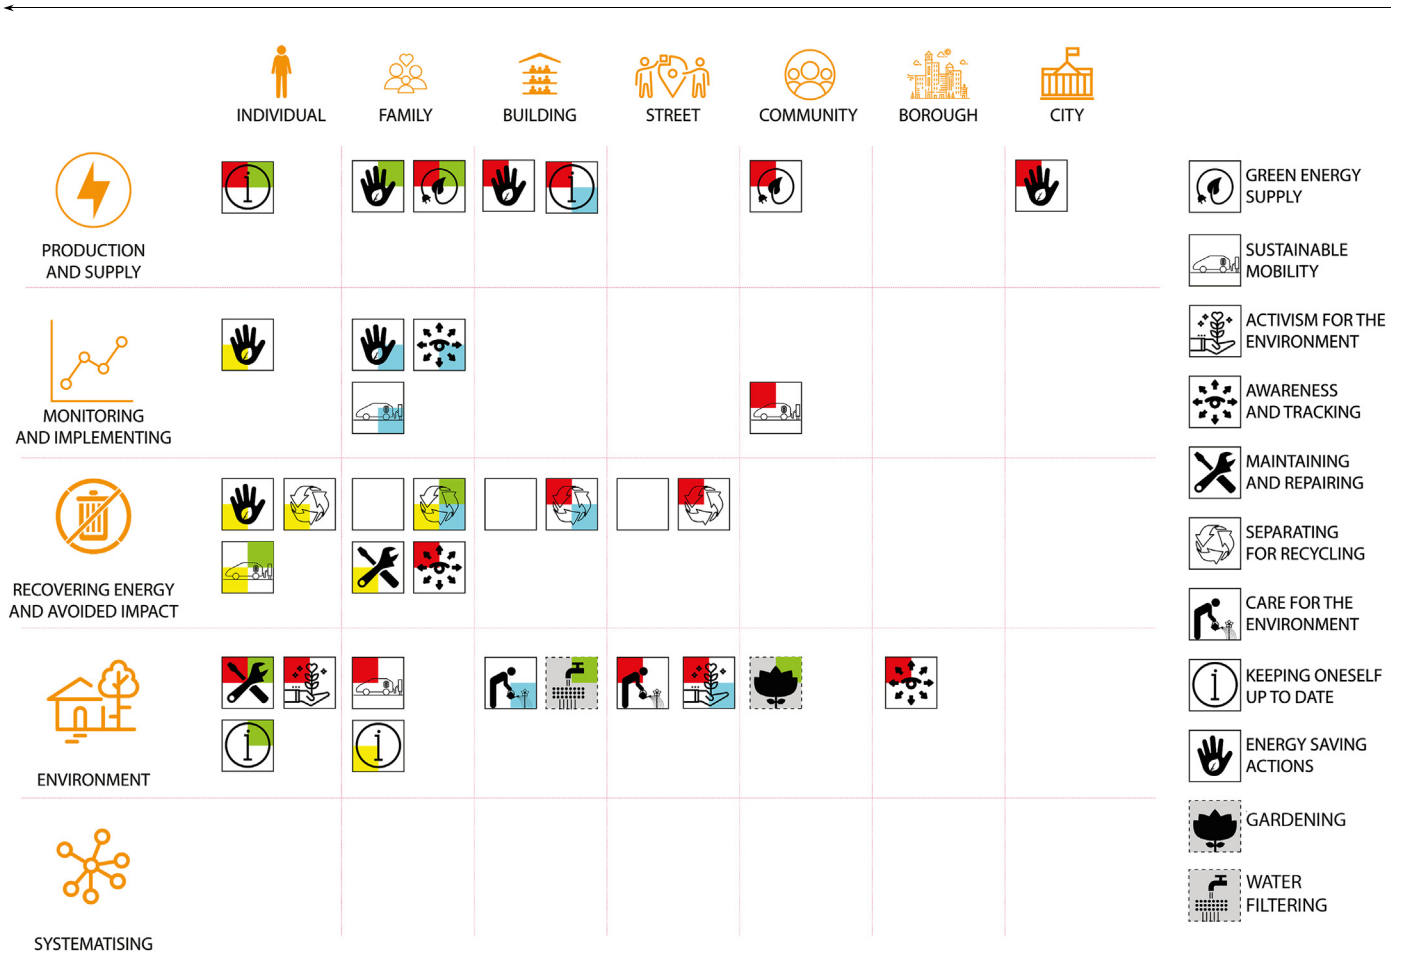 INDIVIDUAL
FAMILY
BUILDING
STREET
COMMUNITY
BOROUGH
CITY
PRODUCTION
AND SUPPLY
MONITORING
AND IMPLEMENTING
RECOVERING ENERGY
AND AVOIDED IMPACT
ENVIRONMENT
SYSTEMATISING
GREEN ENERGY
SUPPLY
SUSTAINABLE
MOBILITY
ACTIVISM FOR THE
ENVIRONMENT
AWARENESS
AND TRACKING
MAINTAINING
AND REPAIRING
SEPARATING
FOR RECYCLING
CARE FOR THE
ENVIRONMENT
KEEPING ONESELF
UP TO DATE
ENERGY SAVING
ACTIONS
GARDENING
WATER
FILTERING